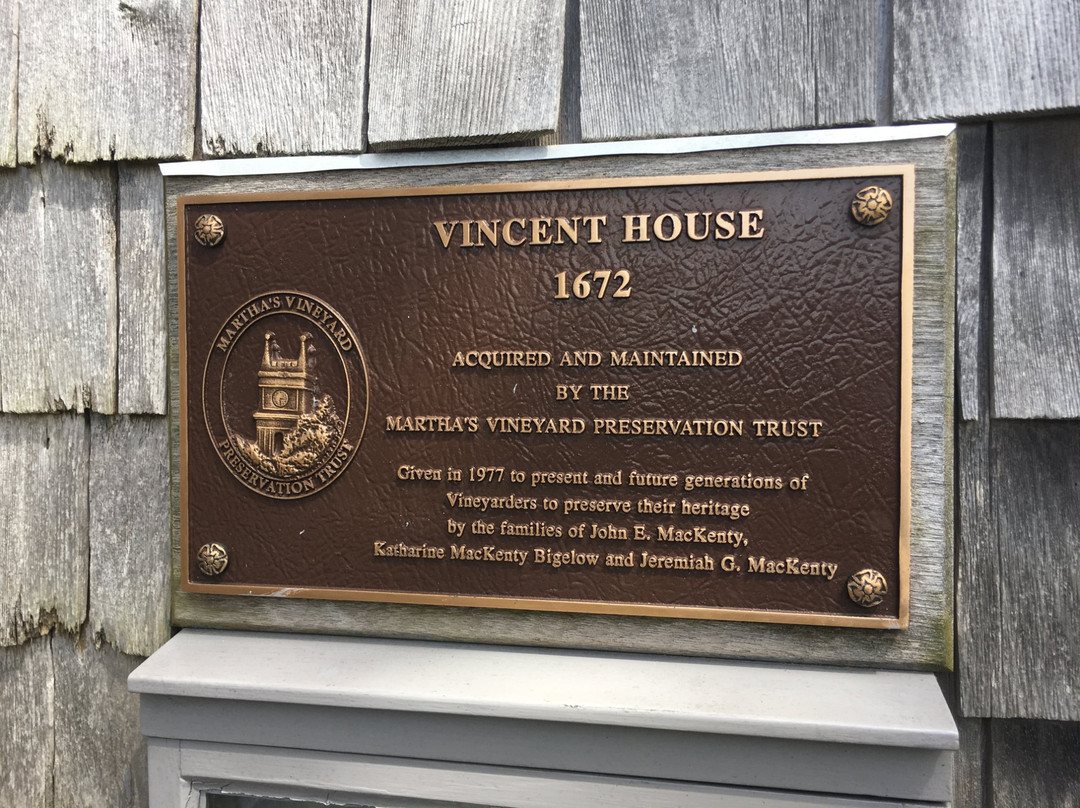 VINCENT HOUSE
1672
ACQUIRED AND MAINTAINED
BY THE
MARTHA'S VINEYARD PRESERVATION TRUST
Given in 1977 to present and future generations of
Vineyarders to preserve their heritage
by the families of John E. MacKenty,
Katharine MacKenty Bigelow and Jeremiah G. MacKenty
MARTHA'S VINEYARD
PRESERVATION TRUST